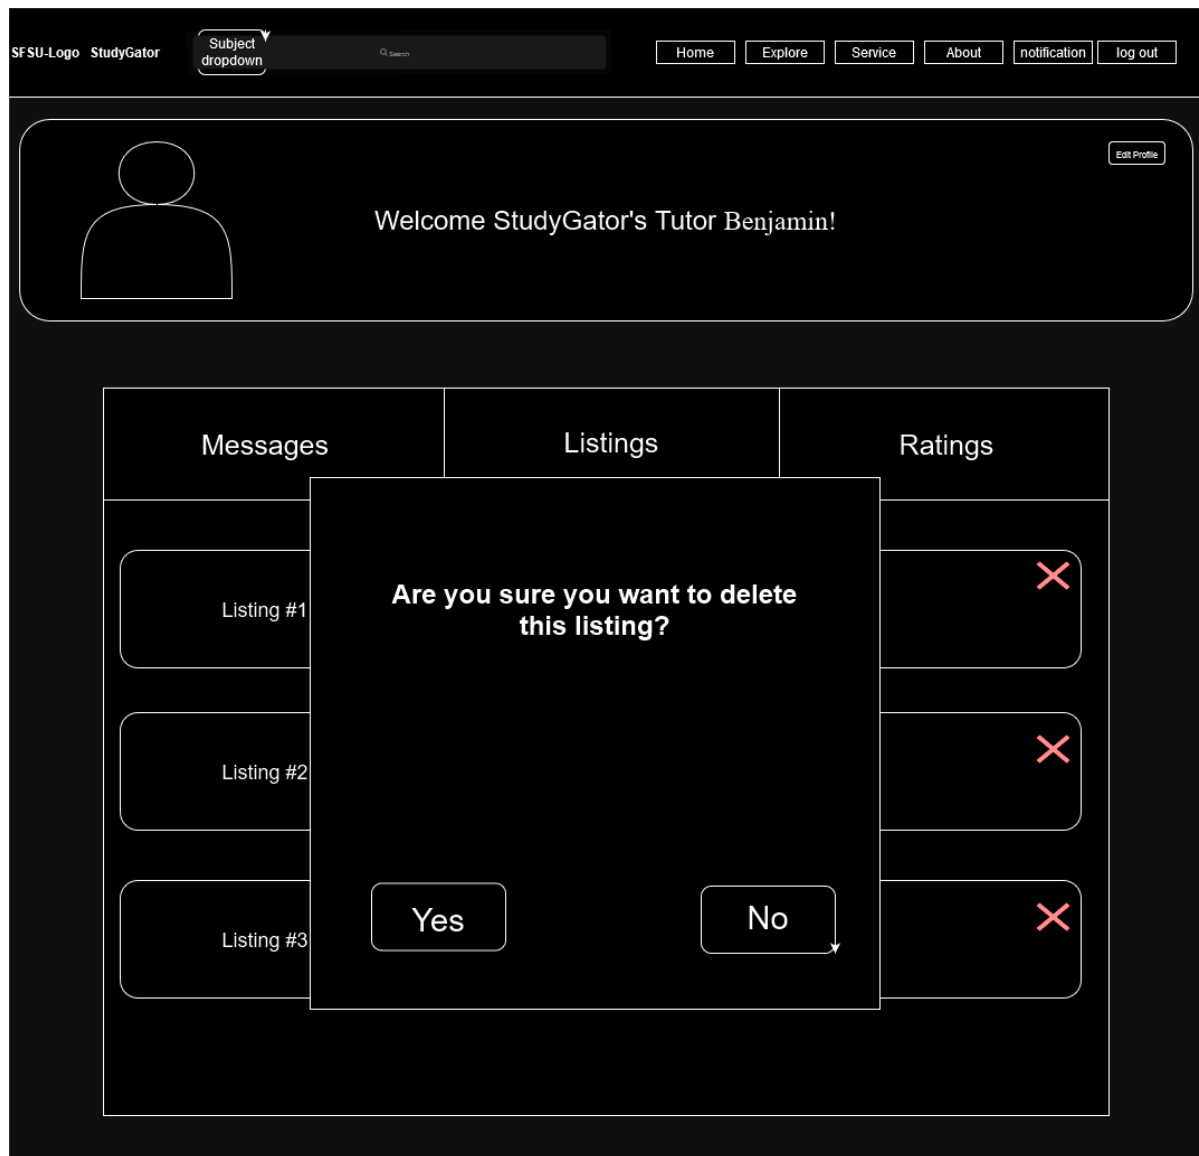 SFSU-Logo StudyGator
Subject
dropdown
Search
Home
Explore
Service
About
notification
log out
Edit Profile
Welcome StudyGator's Tutor Benjamin!
Messages
Listings
Ratings
Are you sure you want to delete
this listing?
Listing #1
Listing #2
Listing #3
Yes
No